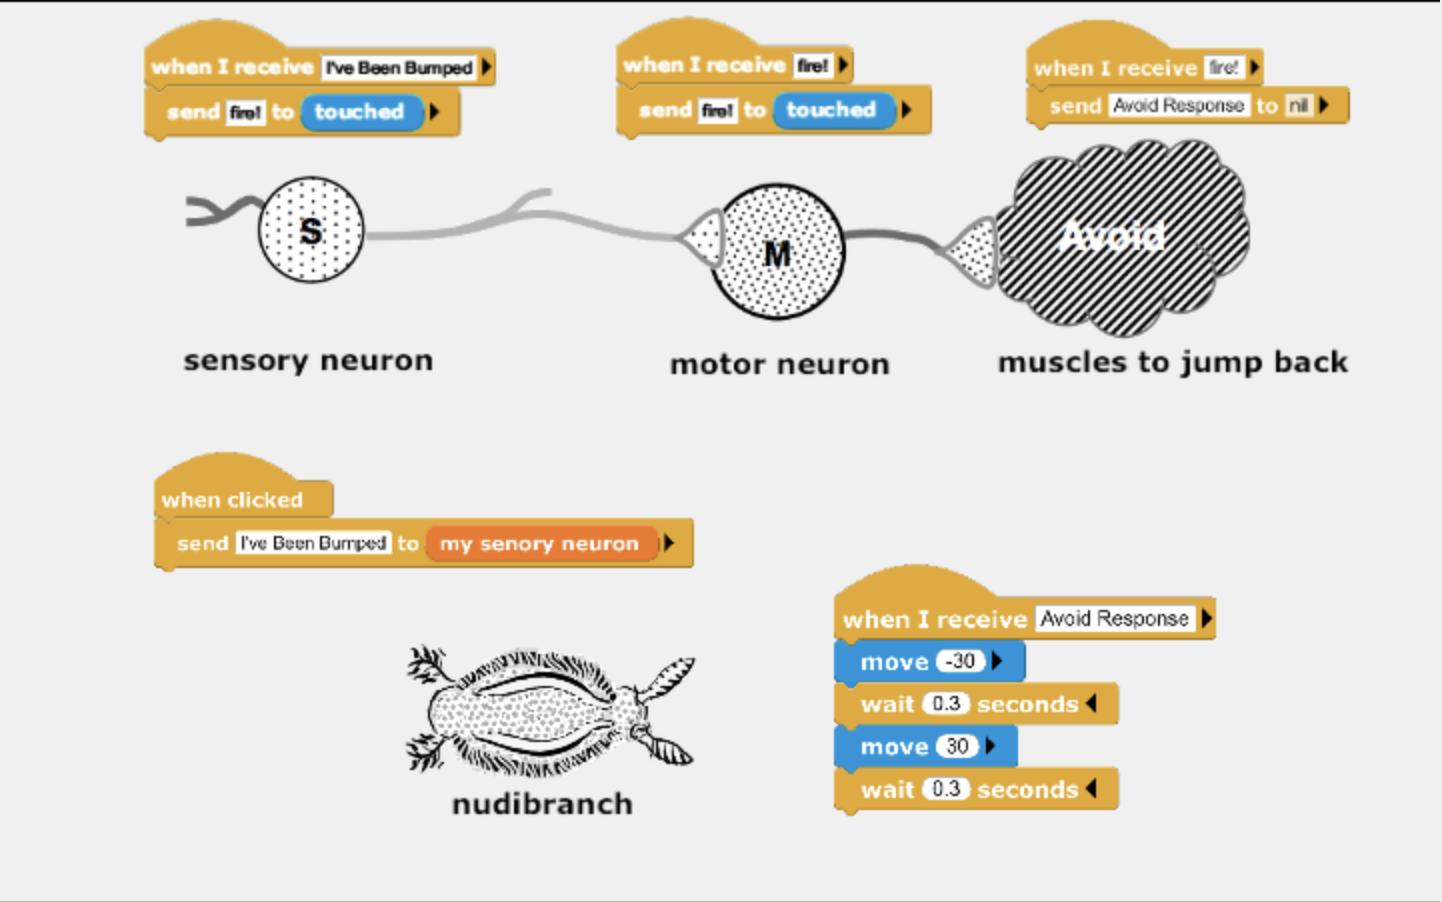 when I receive I've Been Bumped
send fire! to touched
when I receive fire!
send fire! to touched
when I receive fire!
send Avoid Response to nil
S
M
Avoid
sensory neuron
motor neuron
muscles to jump back
when clicked
send I've Been Bumped to my senory neuron
when I receive Avoid Response
move -30
wait 0.3 seconds
move 30
wait 0.3 seconds
nudibranch